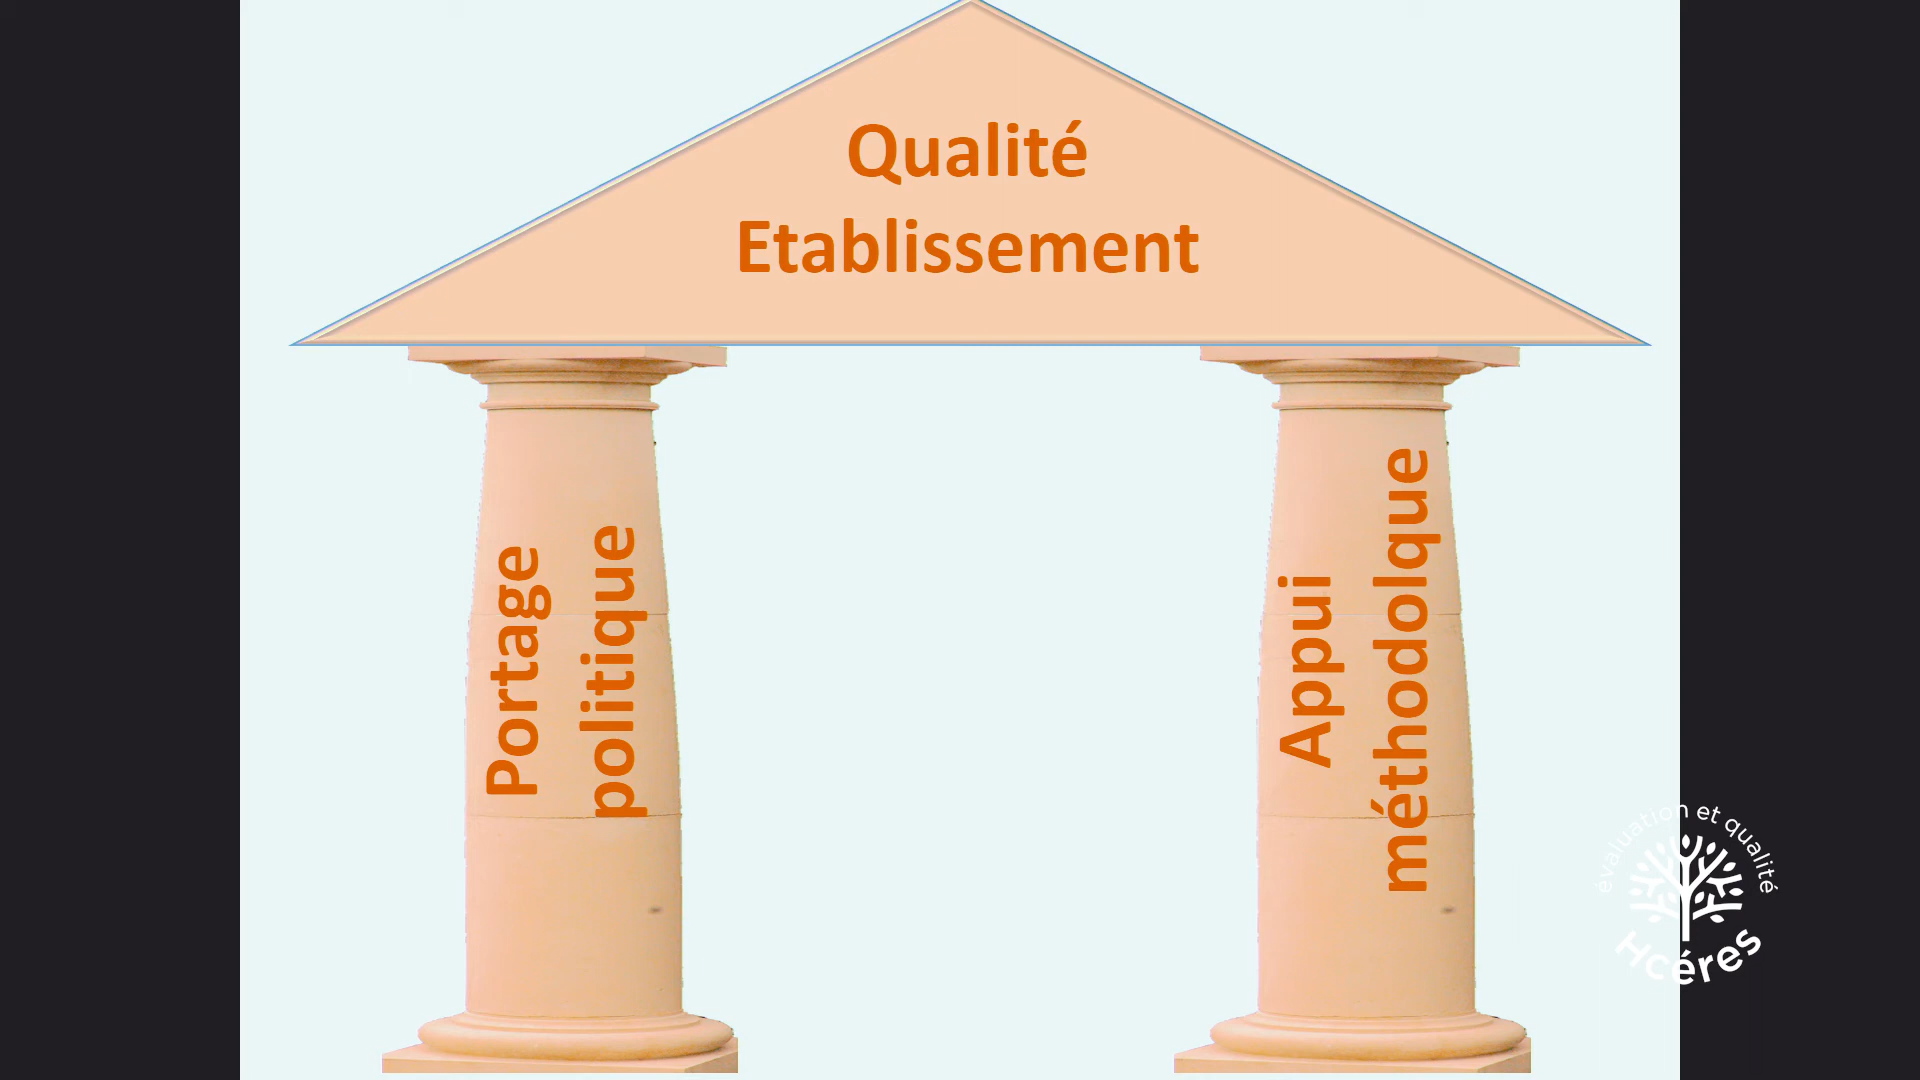 Qualité
Etablissement
Portage
politique
Appui
méthodolque
évaluation et qualité
Hcéres